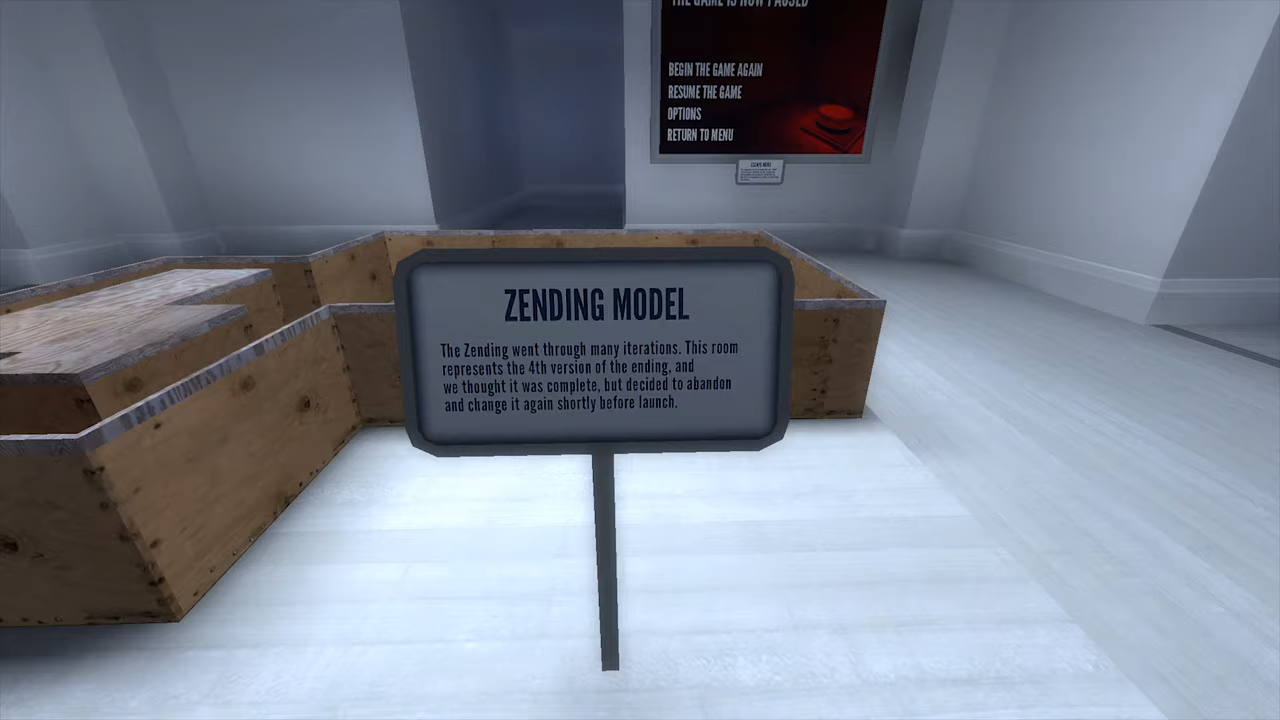 THE GAME IS NOW PAUSED
BEGIN THE GAME AGAIN
RESUME THE GAME
OPTIONS
RETURN TO MENU
ESCAPE MENU
ZENDING MODEL
The Zending went through many iterations. This room
represents the 4th version of the ending, and
we thought it was complete, but decided to abandon
and change it again shortly before launch.